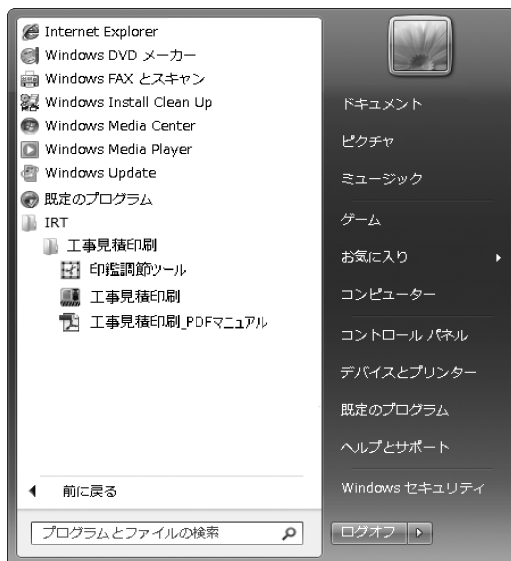 Internet Explorer
Windows DVD メーカー
Windows FAX とスキャン
Windows Install Clean Up
Windows Media Center
Windows Media Player
Windows Update
既定のプログラム
IRT
工事見積印刷
印鑑調節ツール
工事見積印刷
工事見積印刷_PDFマニュアル
前に戻る
プログラムとファイルの検索
ドキュメント
ピクチャ
ミュージック
ゲーム
お気に入り
コンピューター
コントロール パネル
デバイスとプリンター
既定のプログラム
ヘルプとサポート
Windows セキュリティ
ログオフ